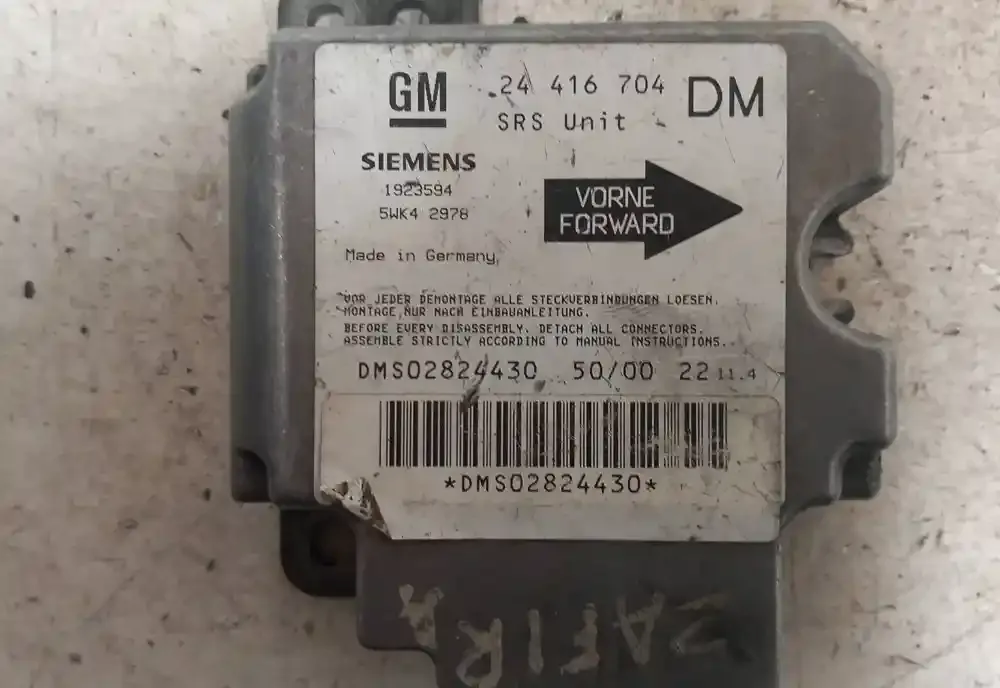 GM 24 416 704 DM
SRS Unit
SIEMENS
1923594
5WK4 2978
VORNE
FORWARD
Made in Germany
VOR JEDER DEMONTAGE ALLE STECKVERBINDUNGEN LOESEN.
MONTAGE NUR NACH EINBAUANLEITUNG.
BEFORE EVERY DISASSEMBLY. DETACH ALL CONNECTORS.
ASSEMBLE STRICTLY ACCORDING TO MANUAL INSTRUCTIONS.
DMS02824430 50/00 22 11.4
*DMS02824430*
ZAFIRA